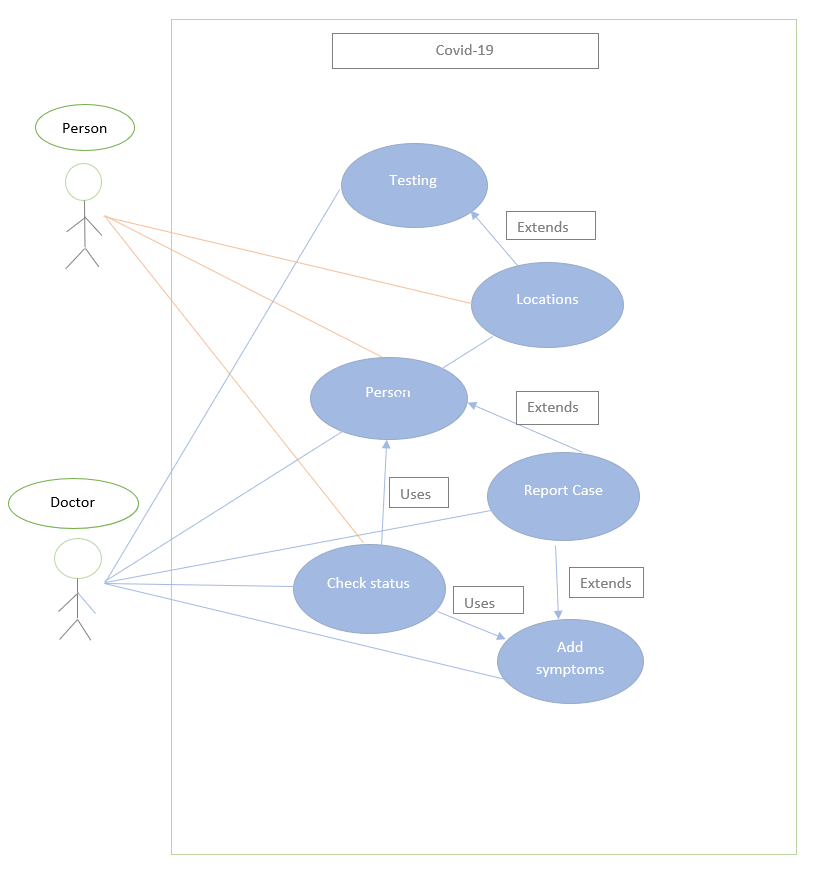 Covid-19
Person
Testing
Extends
Locations
Person
Extends
Report Case
Uses
Doctor
Check status
Extends
Uses
Add
symptoms